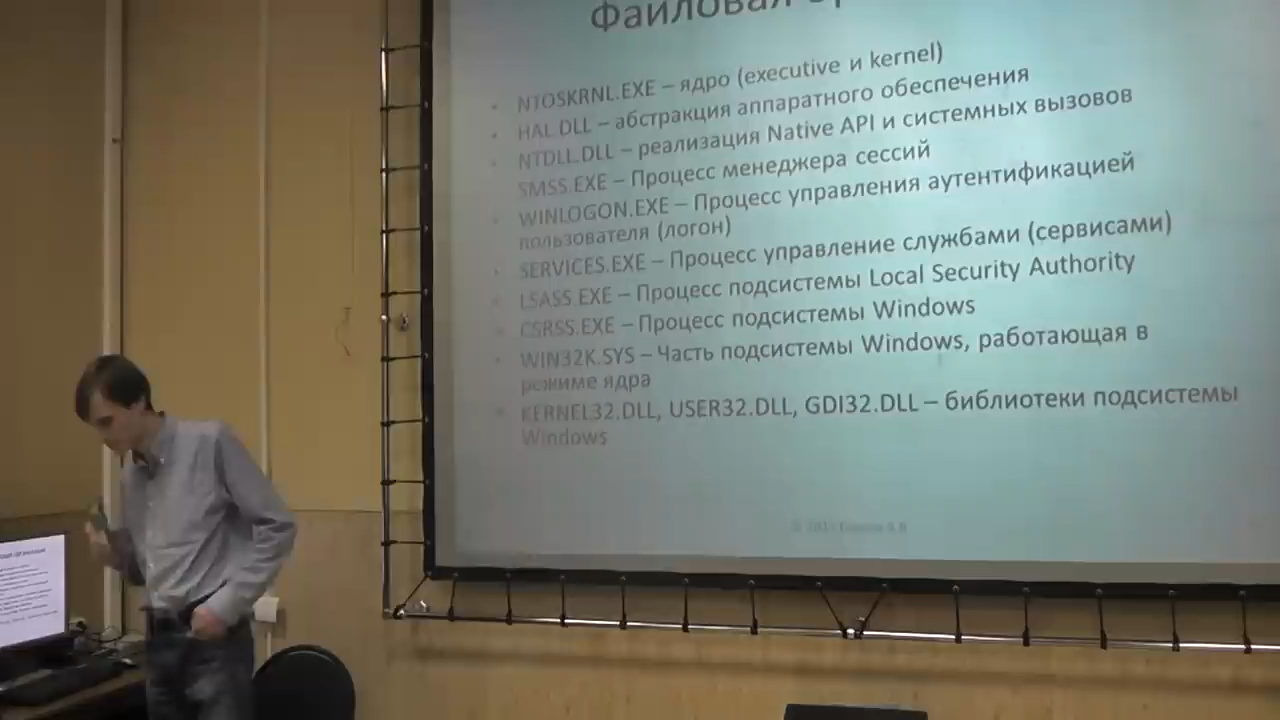 Файловая
NTOSKRNL.EXE – ядро (executive и kernel)
HAL.DLL – абстракция аппаратного обеспечения
NTDLL.DLL – реализация Native API и системных вызовов
SMSS.EXE – Процесс менеджера сессий
WINLOGON.EXE – Процесс управления аутентификацией
пользователя (логон)
SERVICES.EXE – Процесс управление службами (сервисами)
LSASS.EXE – Процесс подсистемы Local Security Authority
CSRSS.EXE – Процесс подсистемы Windows
WIN32K.SYS – Часть подсистемы Windows, работающая в
режиме ядра
KERNEL32.DLL, USER32.DLL, GDI32.DLL – библиотеки подсистемы
Windows